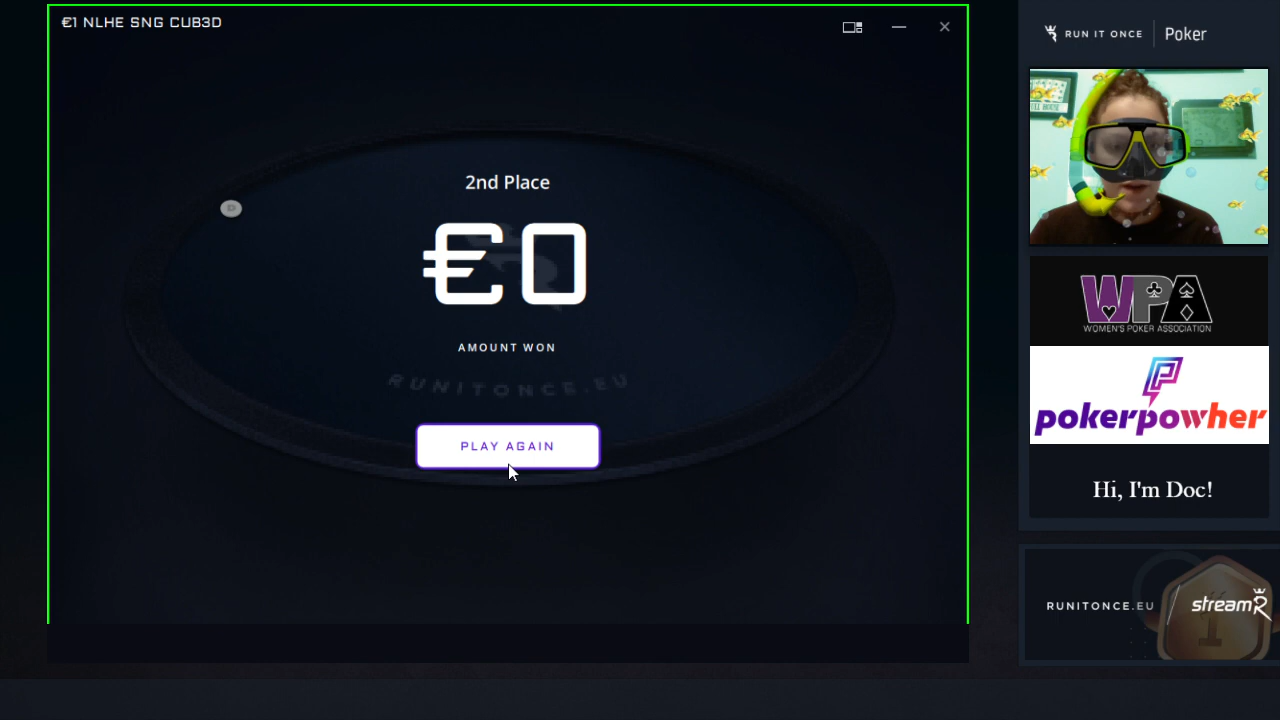 €1 NLHE SNG CUB3D
2nd Place
€0
AMOUNT WON
RUNITONCE.EU
PLAY AGAIN
D
RUN IT ONCE Poker
WPA
WOMEN'S POKER ASSOCIATION
pokerpowher
Hi, I'm Doc!
RUNITONCE.EU / streamR
1